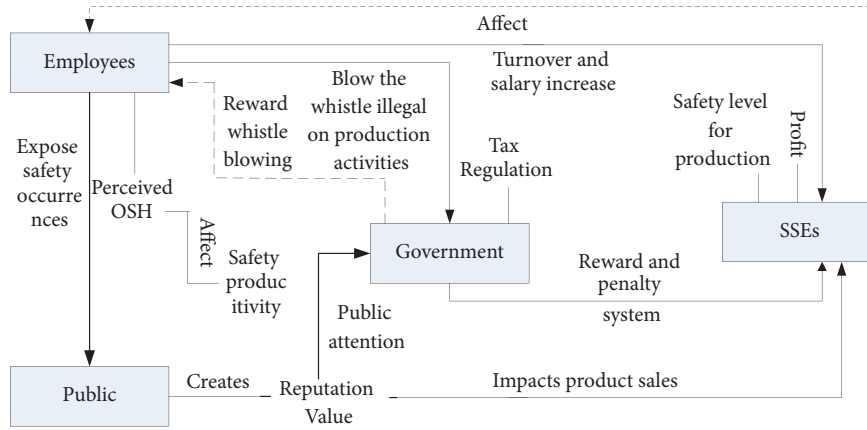 Affect
Employees
Turnover and
salary increase
Blow the
whistle illegal
on production
activities
Reward
whistle
blowing
Safety level
for
production
Profit
Expose
safety
occurre
nces
Tax
Regulation
Perceived
OSH
Affect
Safety
produc
itivity
Government
SSEs
Reward and
penalty
system
Public
attention
Public
Creates
Reputation
Value
Impacts product sales